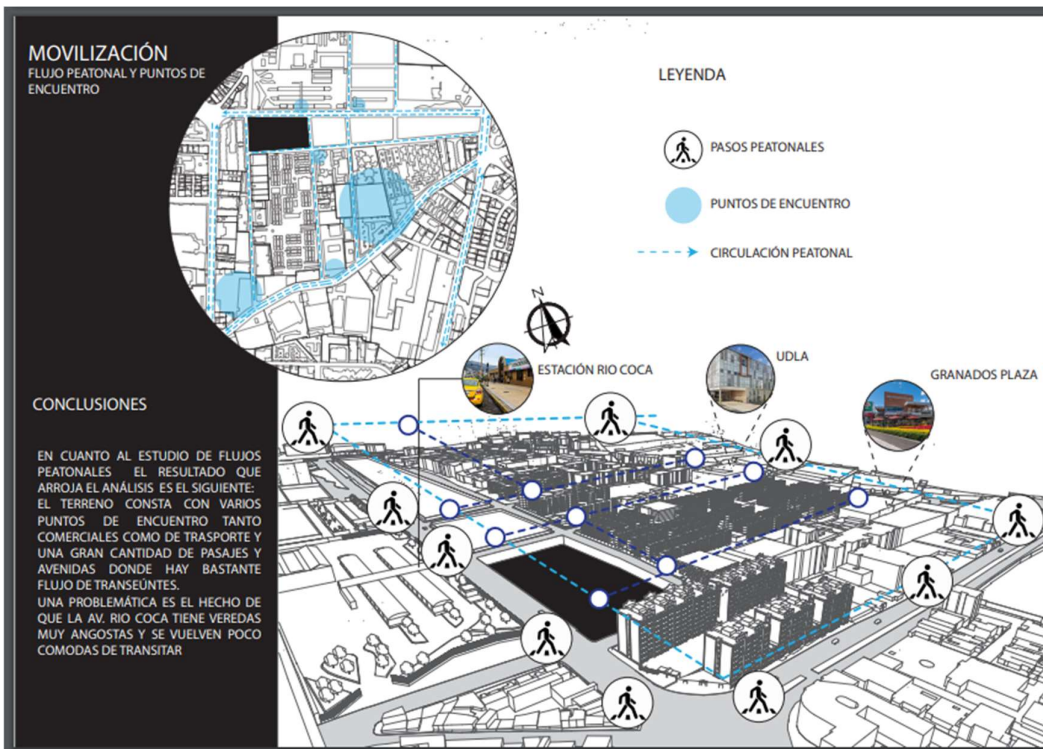 MOVILIZACIÓN
FLUJO PEATONAL Y PUNTOS DE
ENCUENTRO
LEYENDA
PASOS PEATONALES
PUNTOS DE ENCUENTRO
CIRCULACIÓN PEATONAL
N
ESTACIÓN RIO COCA
UDLA
GRANADOS PLAZA
CONCLUSIONES
EN CUANTO AL ESTUDIO DE FLUJOS
PEATONALES EL RESULTADO QUE
ARROJA EL ANÁLISIS ES EL SIGUIENTE:
EL TERRENO CONSTA CON VARIOS
PUNTOS DE ENCUENTRO TANTO
COMERCIALES COMO DE TRASPORTE Y
UNA GRAN CANTIDAD DE PASAJES Y
AVENIDAS DONDE HAY BASTANTE
FLUJO DE TRANSEÚNTES.
UNA PROBLEMÁTICA ES EL HECHO DE
QUE LA AV. RIO COCA TIENE VEREDAS
MUY ANGOSTAS Y SE VUELVEN POCO
COMODAS DE TRANSITAR